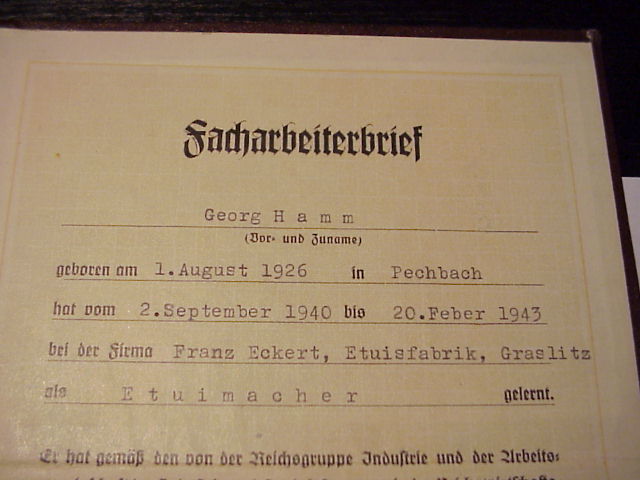 Facharbeiterbrief
Georg H a m m
(Vor- und Zuname)
geboren am 1.August 1926 in Pechbach
hat vom 2.September 1940 bis 20.Feber 1943
bei der Firma Franz Eckert, Etuisfabrik, Graslitz
als E t u i m a c h e r gelernt.
Er hat gemäß den von der Reichsgruppe Industrie und der Arbeits-